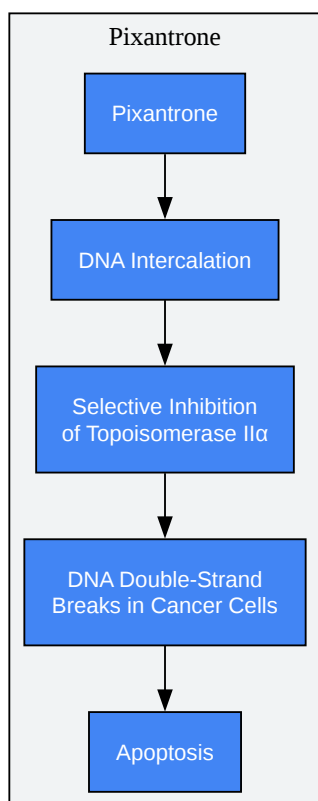 Pixantrone
Pixantrone
DNA Intercalation
Selective Inhibition
of Topoisomerase IIα
DNA Double-Strand
Breaks in Cancer Cells
Apoptosis